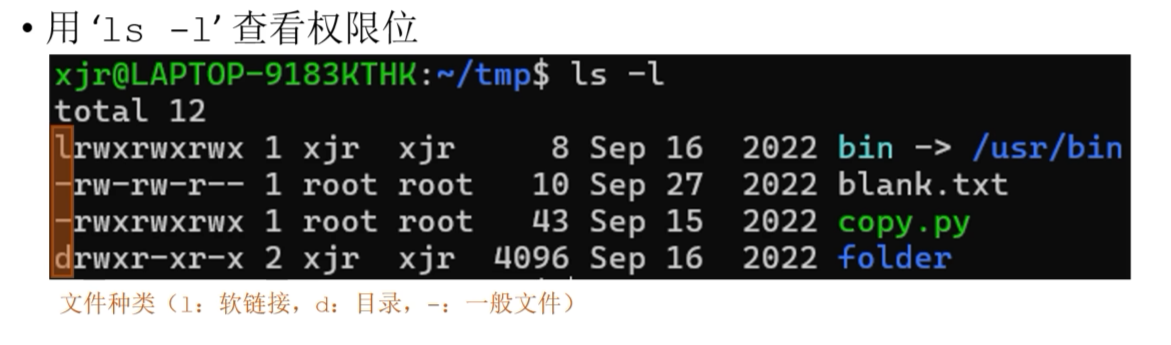 • 用 ‘ls -l’ 查看权限位
xjr@LAPTOP-9183KTHK:~/tmp$ ls -l
total 12
lrwxrwxrwx 1 xjr  xjr     8 Sep 16  2022 bin -> /usr/bin
-rw-rw-r-- 1 root root   10 Sep 27  2022 blank.txt
-rwxrwxrwx 1 root root   43 Sep 15  2022 copy.py
drwxr-xr-x 2 xjr  xjr  4096 Sep 16  2022 folder
文件种类（l：软链接，d：目录，-：一般文件）